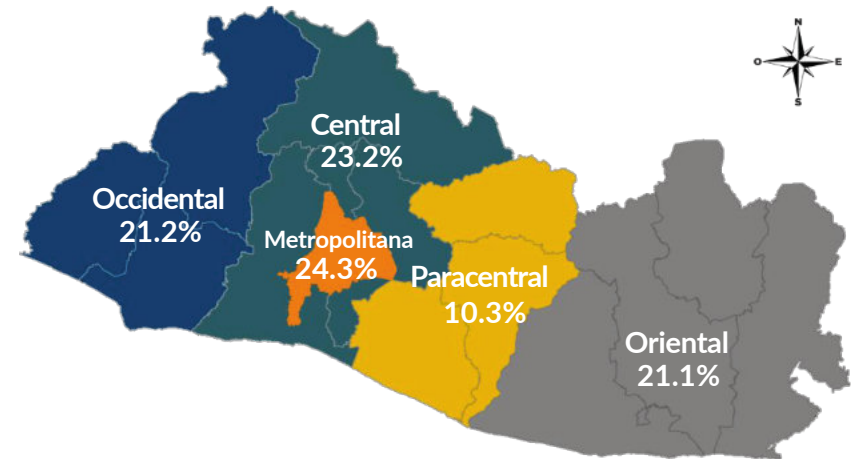 N
O
E
S
Central
23.2%
Occidental
21.2%
Metropolitana
24.3%
Paracentral
10.3%
Oriental
21.1%